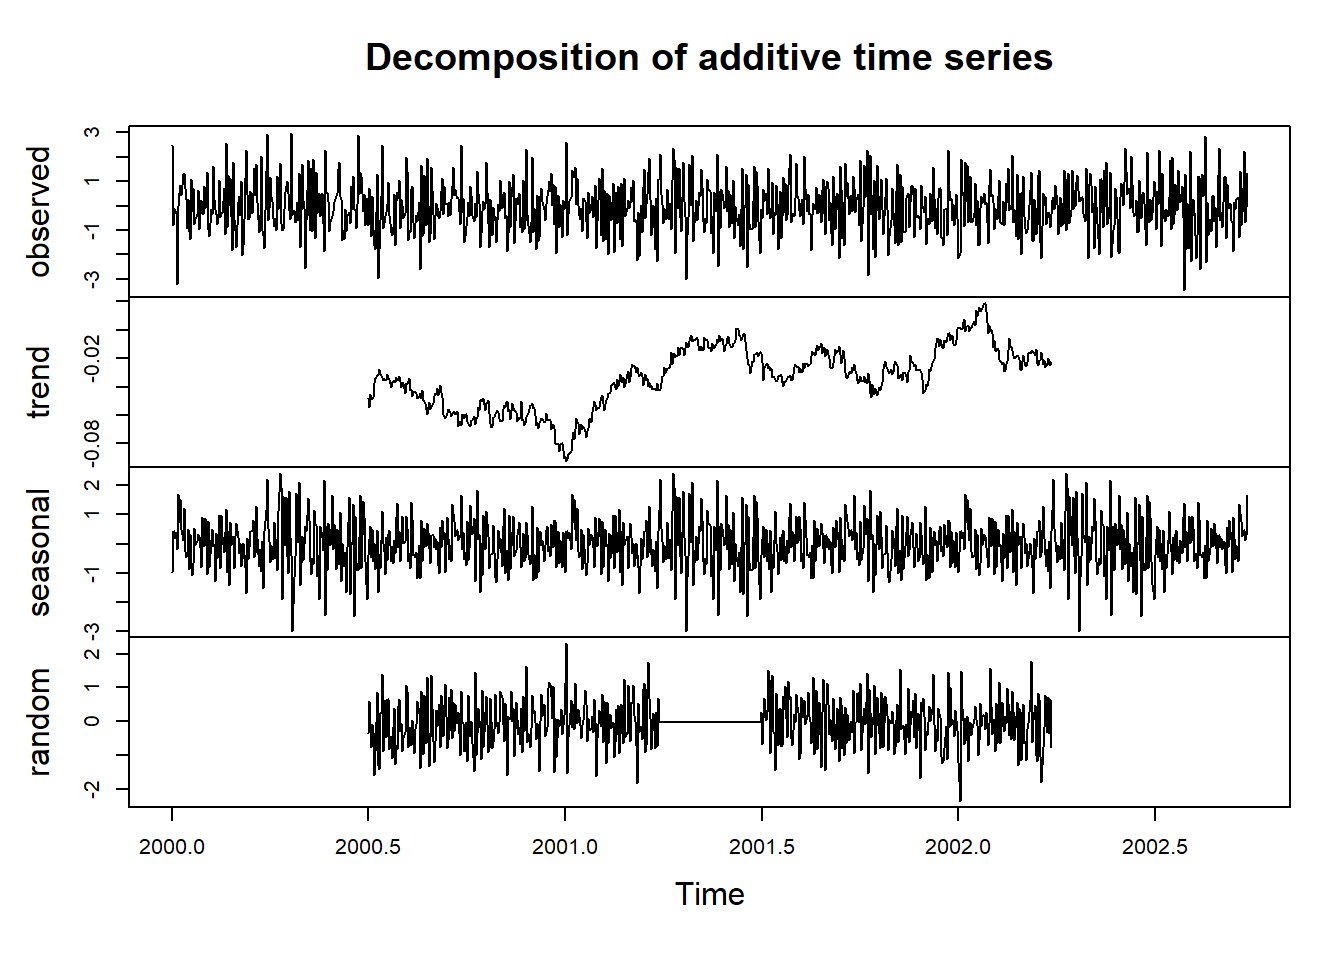 Decomposition of additive time series
observed
3
1
-1
-3
trend
-0.02
-0.08
seasonal
2
1
-1
-3
random
2
1
0
-2
2000.0 2000.5 2001.0 2001.5 2002.0 2002.5
Time